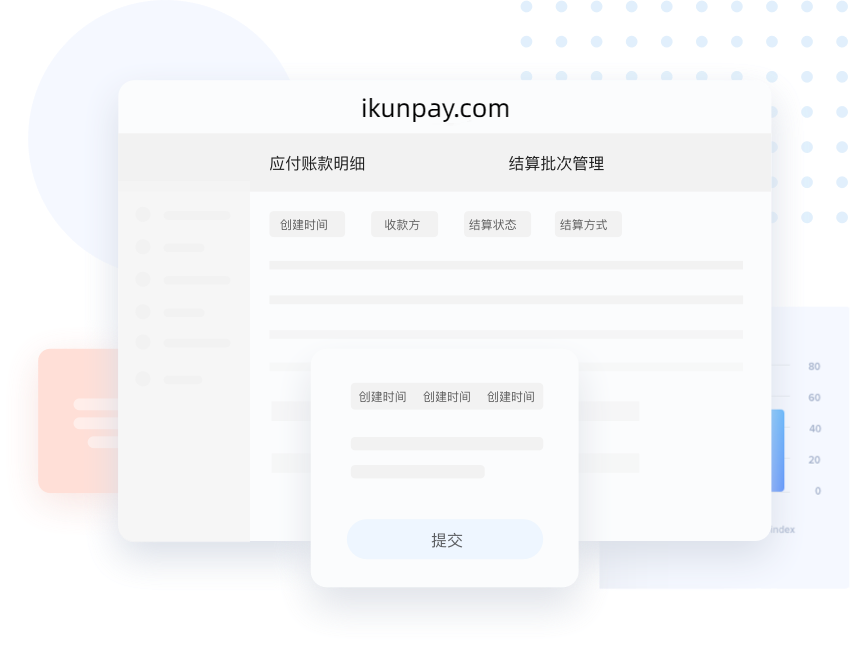 ikunpay.com
应付账款明细 结算批次管理
创建时间 收款方 结算状态 结算方式
80
创建时间 创建时间 创建时间
60
40
20
0
index
提交